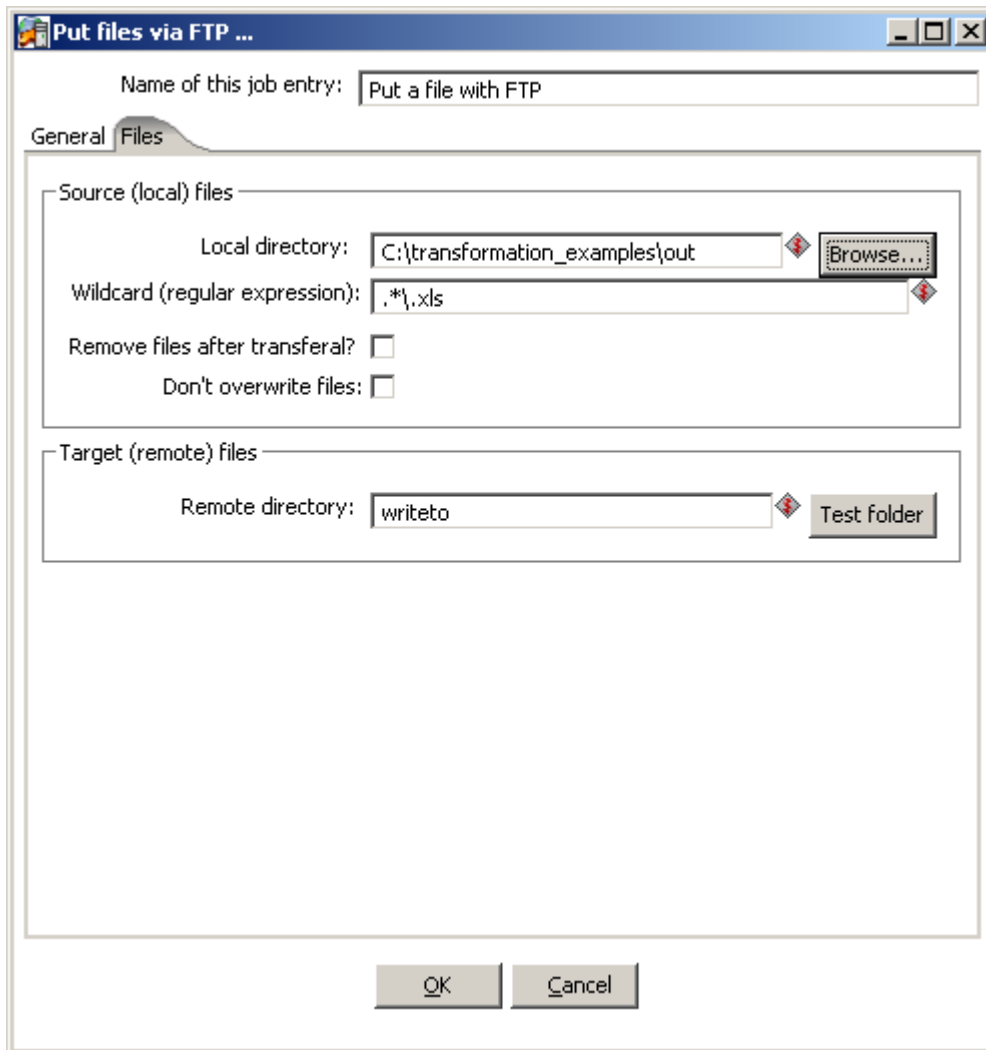 Put files via FTP ...
Name of this job entry: Put a file with FTP
General Files
Source (local) files
Local directory: C:\transformation_examples\out Browse...
Wildcard (regular expression): .*\.xls
Remove files after transferal?
Don't overwrite files:
Target (remote) files
Remote directory: writeto Test folder
OK Cancel